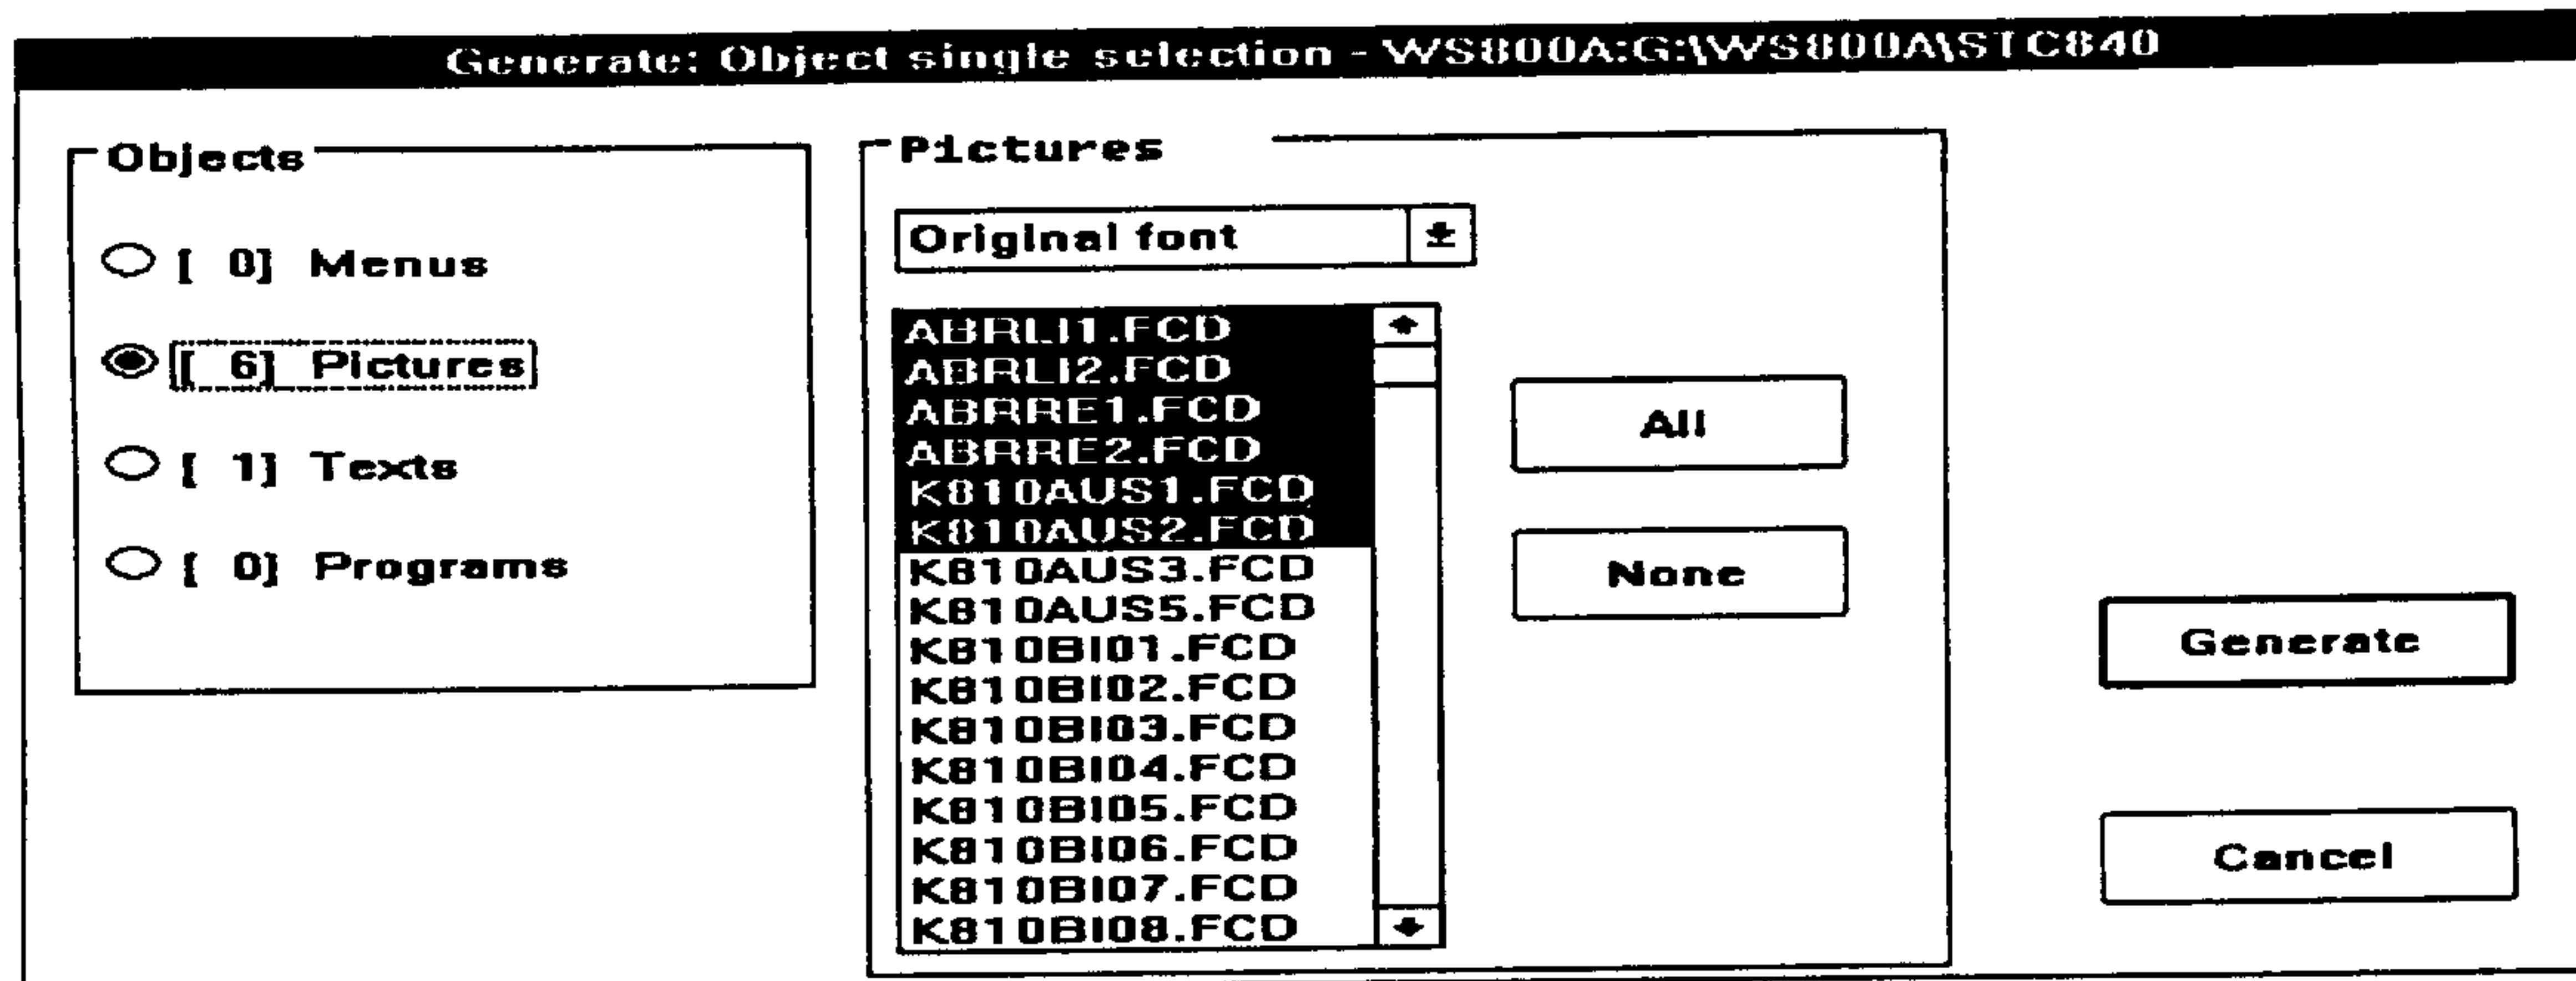 Generate: Object single selection - WS800A:G:\WS800A\STC840
Objects
[ 0] Menus
[ 6] Pictures
[ 1] Texts
[ 0] Programs
Pictures
Original font
ABRLI1.FCD
ABRLI2.FCD
ABRRE1.FCD
ABRRE2.FCD
K810AUS1.FCD
K810AUS2.FCD
K810AUS3.FCD
K810AUS5.FCD
K810BI01.FCD
K810BI02.FCD
K810BI03.FCD
K810BI04.FCD
K810BI05.FCD
K810BI06.FCD
K810BI07.FCD
K810BI08.FCD
All
None
Generate
Cancel